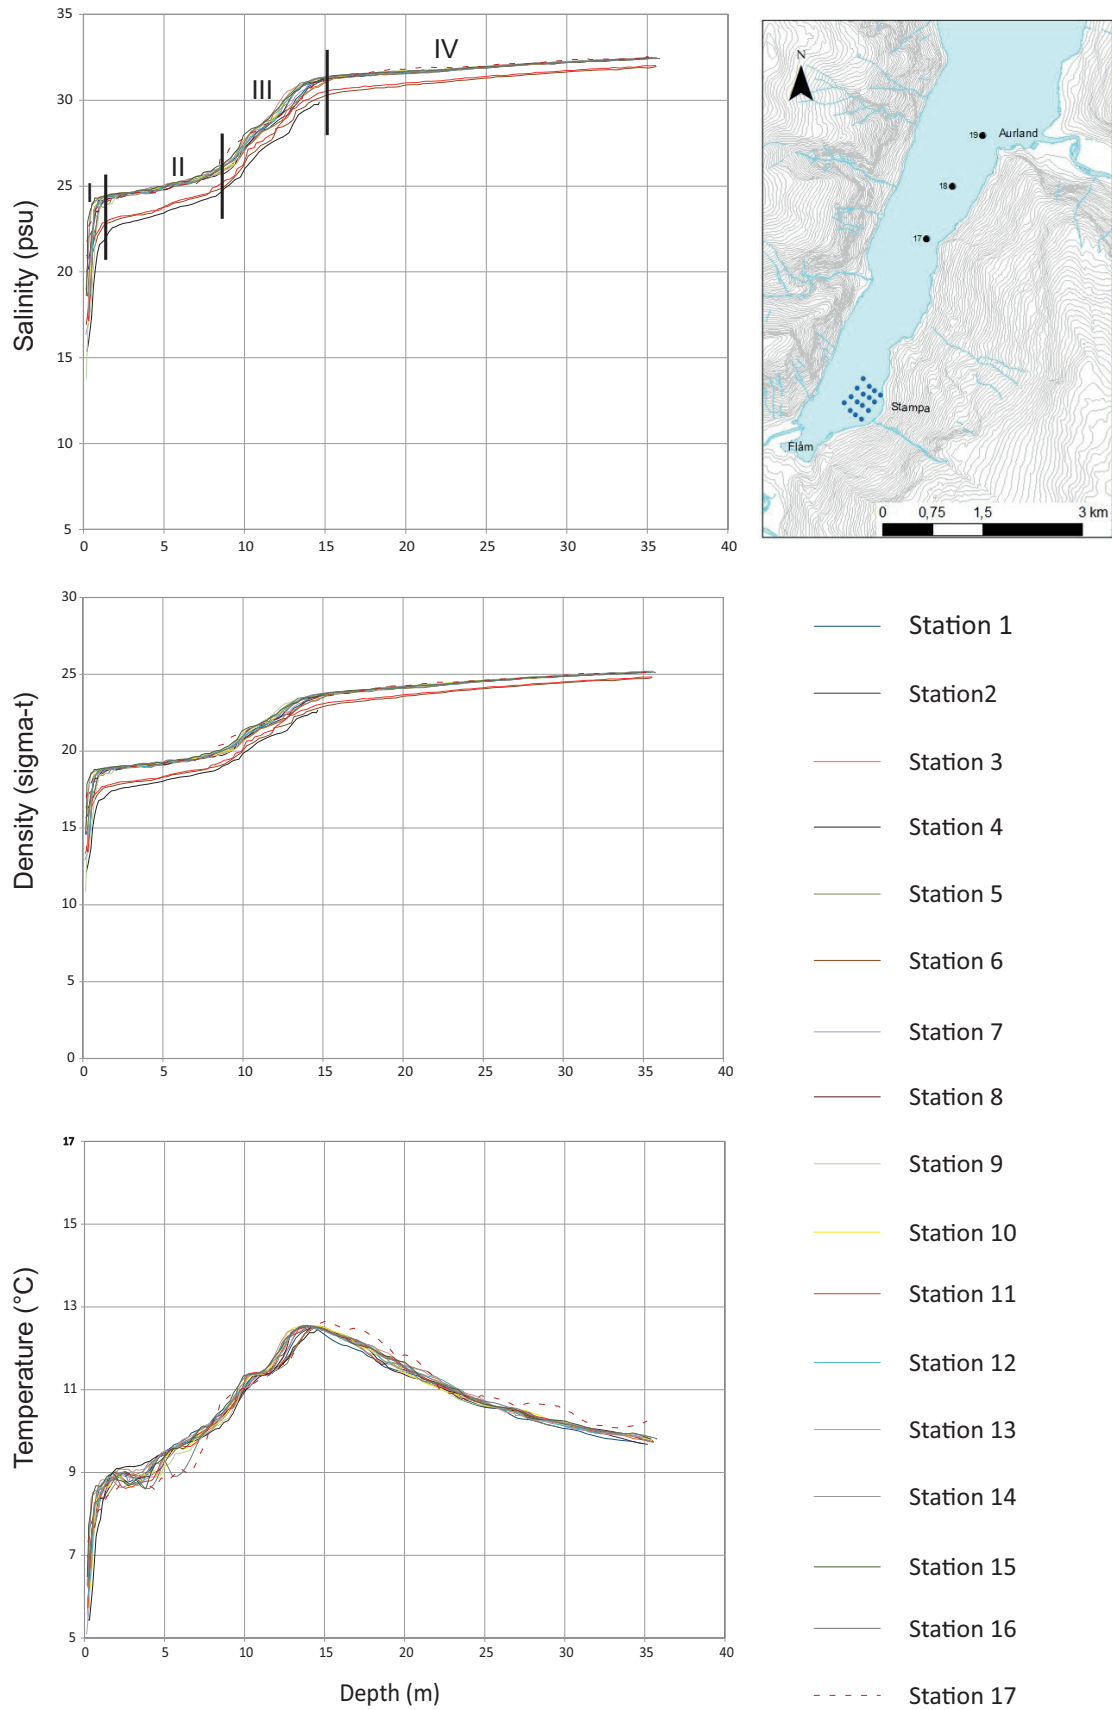 35
30
25
20
15
10
5
0 5 10 15 20 25 30 35 40
Salinity (psu)
I
II
III
IV
N
19
Aurland
18
17
Stampa
Flåm
0 0,75 1,5 3 km
30
25
20
15
10
5
0
0 5 10 15 20 25 30 35 40
Density (sigma-t)
17
15
13
11
9
7
5
0 5 10 15 20 25 30 35 40
Temperature (°C)
Depth (m)
Station 1
Station2
Station 3
Station 4
Station 5
Station 6
Station 7
Station 8
Station 9
Station 10
Station 11
Station 12
Station 13
Station 14
Station 15
Station 16
Station 17